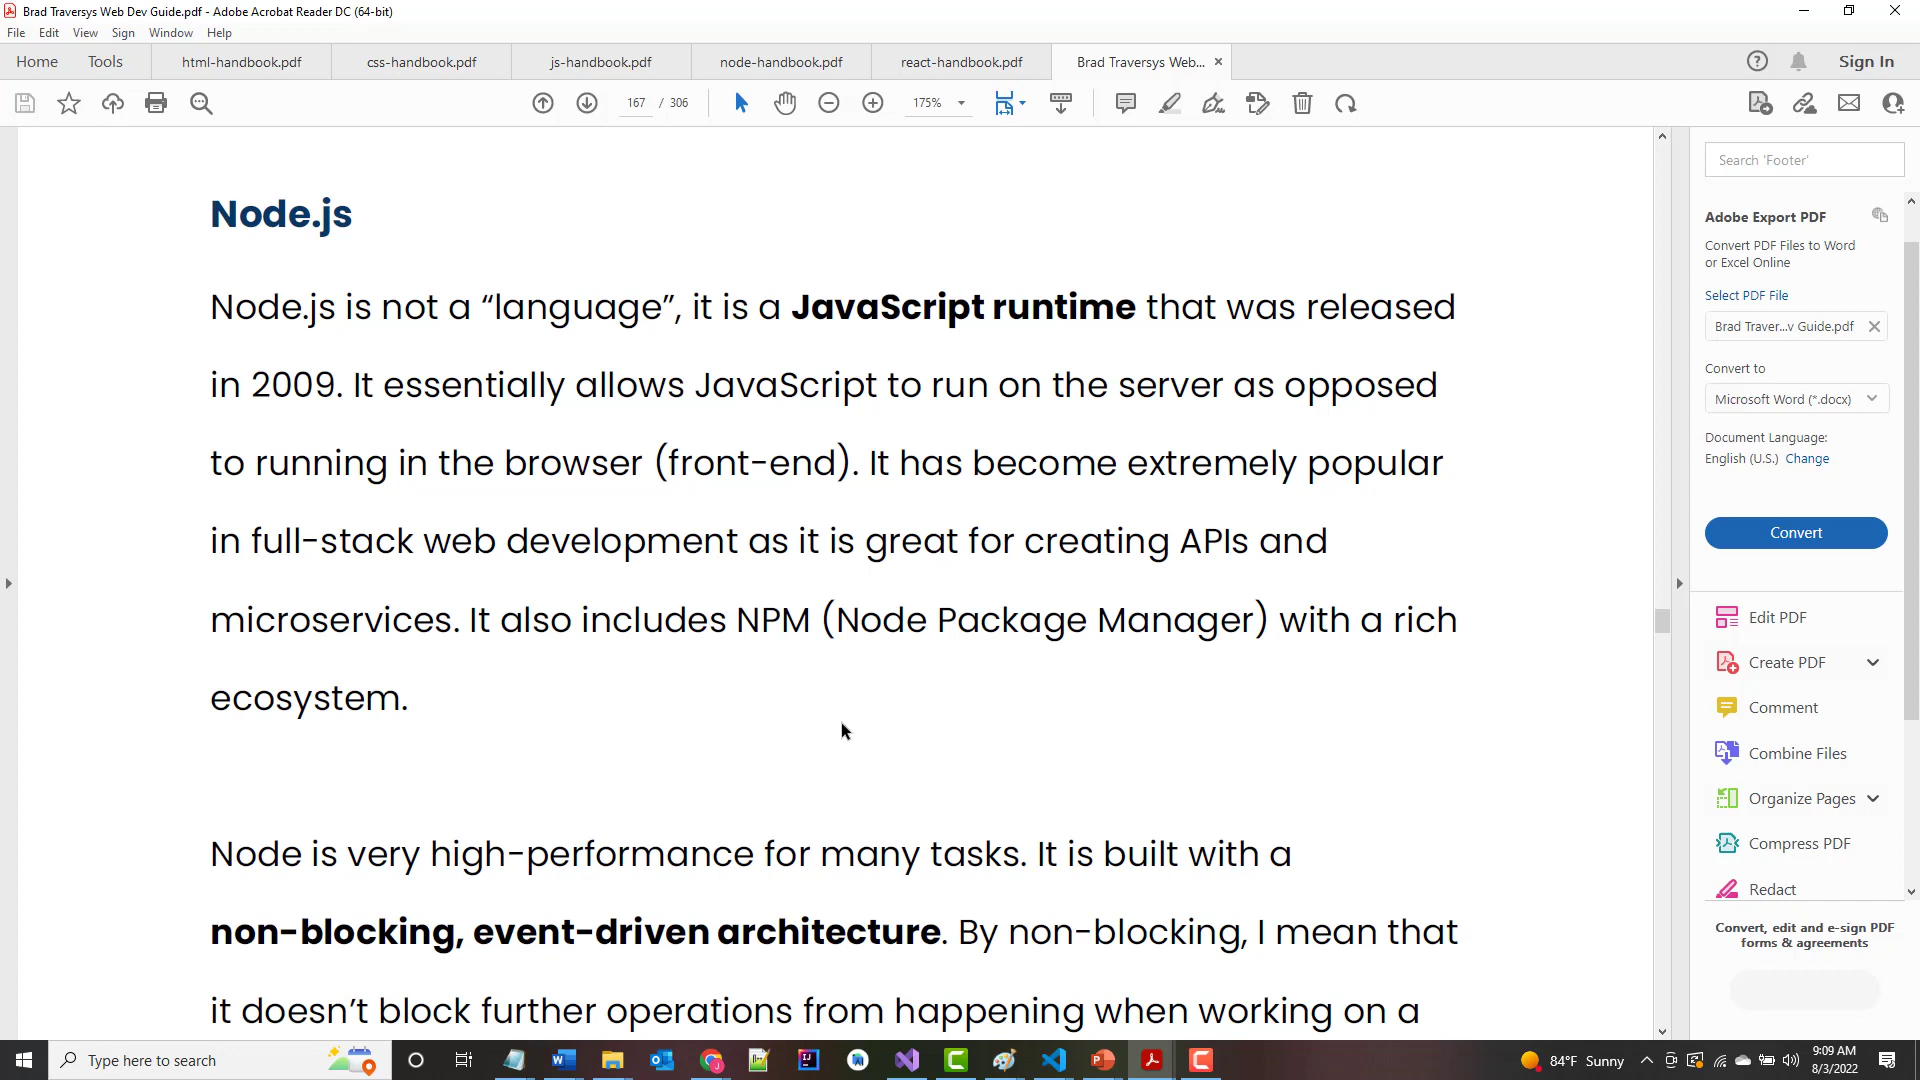 Brad Traversys Web Dev Guide.pdf - Adobe Acrobat Reader DC (64-bit)
File Edit View Sign Window Help
Home Tools html-handbook.pdf css-handbook.pdf js-handbook.pdf node-handbook.pdf react-handbook.pdf Brad Traversys Web... × Sign In
167 / 306 175%
Node.js
Node.js is not a “language”, it is a JavaScript runtime that was released
in 2009. It essentially allows JavaScript to run on the server as opposed
to running in the browser (front-end). It has become extremely popular
in full-stack web development as it is great for creating APIs and
microservices. It also includes NPM (Node Package Manager) with a rich
ecosystem.
Node is very high-performance for many tasks. It is built with a
non-blocking, event-driven architecture. By non-blocking, I mean that
it doesn’t block further operations from happening when working on a
Search 'Footer'
Adobe Export PDF
Convert PDF Files to Word
or Excel Online
Select PDF File
Brad Traver...v Guide.pdf
Convert to
Microsoft Word (*.docx)
Document Language:
English (U.S.) Change
Convert
Edit PDF
Create PDF
Comment
Combine Files
Organize Pages
Compress PDF
Redact
Convert, edit and e-sign PDF
forms & agreements
Type here to search
84°F Sunny
9:09 AM
8/3/2022